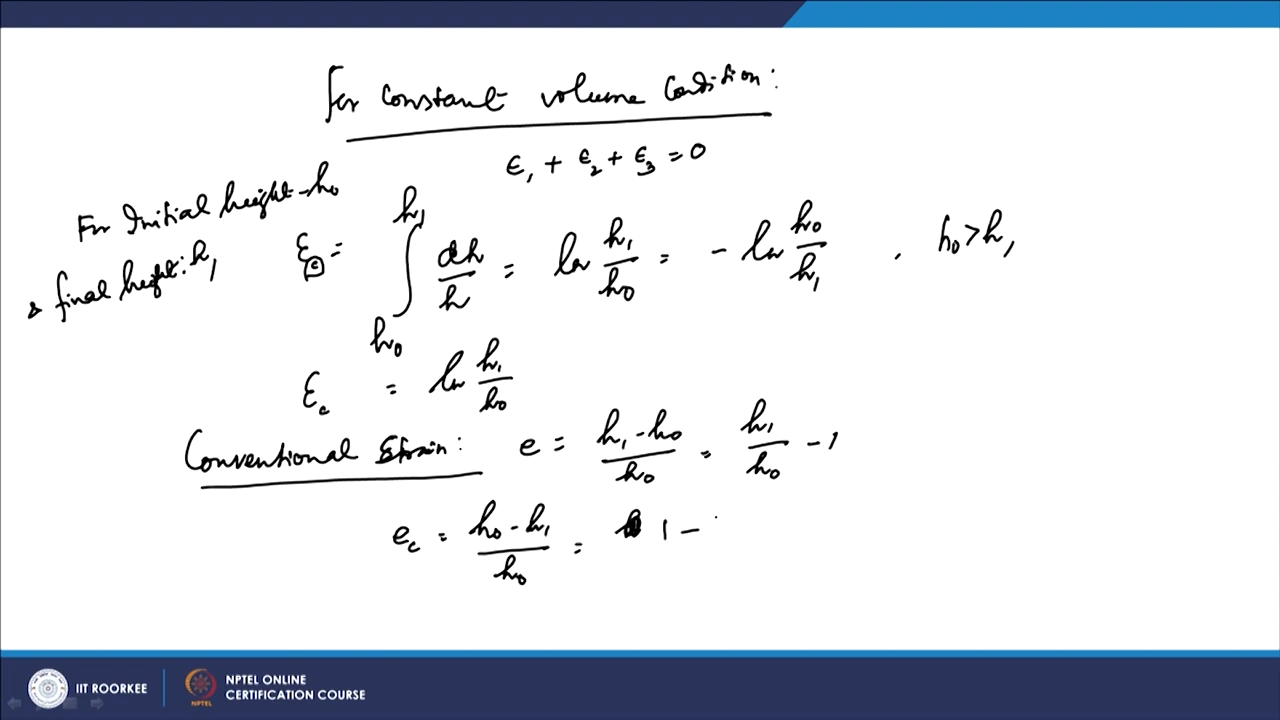 For Constant volume Condition:
ε₁ + ε₂ + ε₃ = 0
For Initial height - h₀
& final height: h₁
ε_c = ∫_{h₀}^{h₁} dh/h = ln h₁/h₀ = - ln h₀/h₁ , h₀ > h₁
ε_c = ln h₁/h₀
Conventional Strain: e = (h₁ - h₀)/h₀ = h₁/h₀ - 1
e_c = (h₀ - h₁)/h₀ = 1 -
IIT ROORKEE
NPTEL ONLINE
CERTIFICATION COURSE
NPTEL